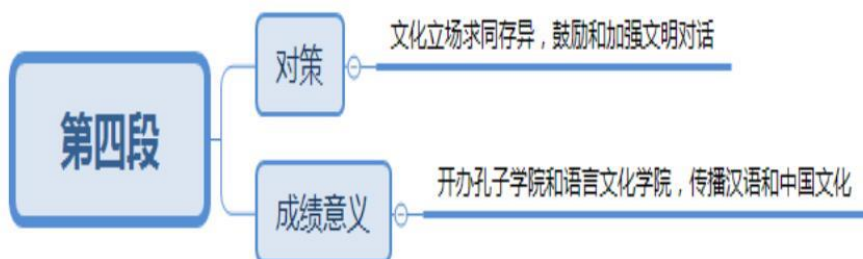 第四段
对策
文化立场求同存异，鼓励和加强文明对话
成绩意义
开办孔子学院和语言文化学院，传播汉语和中国文化